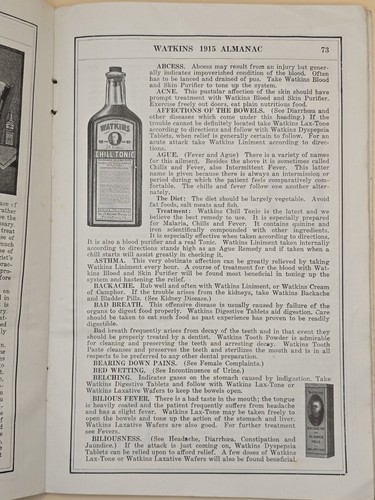 WATKINS 1915 ALMANAC 73
ABCESS. Abcess may result from an injury but gener-
ally indicates impoverished condition of the blood. Often
has to be lanced and drained of pus. Take Watkins Blood
and Skin Purifier to tone up the system.
ACNE. This pustular affection of the skin should have
prompt treatment with Watkins Blood and Skin Purifier.
Exercise freely out doors, eat plain nutritious food.
AFFECTIONS OF THE BOWELS. (See Diarrhœa and
other diseases which come under this heading.) If the
trouble cannot be definitely located take Watkins Lax-Tone
according to directions and follow with Watkins Dyspepsia
Tablets, when relief is generally certain to follow. For an
acute attack take Watkins Liniment according to direc-
tions.
AGUE. (Fever and Ague) There is a variety of names
for this ailment. Besides the above it is sometimes called
Chills and Fever, also Intermittent Fever. This latter
name is given because there is always an intermission or
period during which the patient feels comparatively com-
fortable. The chills and fever follow one another alter-
nately.
The Diet: The diet should be largely vegetable. Avoid
fat foods, salt meats and fish.
Treatment: Watkins Chill Tonic is the latest and we
believe the best remedy to use. It is especially prepared
for Malaria, Chills and Fever. It contains quinine and
iron scientifically compounded with other ingredients.
It is especially effective when taken according to directions.
It is also a blood purifier and a real Tonic. Watkins Liniment taken internally
according to directions stands high as an Ague Remedy and if taken when a
chill starts will assist greatly in checking it.
ASTHMA. This very obstinate affection can be greatly relieved by taking
Watkins Liniment every hour. A course of treatment for the blood with Wat-
kins Blood and Skin Purifier will be found most beneficial in toning up the
system and hastening the relief.
BACKACHE. Rub well and often with Watkins Liniment, or Watkins Cream
of Camphor. If the trouble arises from the kidneys, take Watkins Backache
and Bladder Pills. (See Kidney Disease.)
BAD BREATH. This offensive disease is usually caused by failure of the
organs to digest food properly. Watkins Digestive Tablets aid digestion. Care
should be taken to eat such food as past experience has proven to be readily
digestible.
Bad breath frequently arises from decay of the teeth and in that event they
should be properly treated by a dentist. Watkins Tooth Powder is admirable
for cleaning and preserving the teeth and arresting decay. Watkins Tooth
Paste cleanses and preserves the teeth and sterilizes the mouth and is in all
respects to be preferred to any other dental preparation.
BEARING DOWN PAINS. (See Female Complaints.)
BED WETTING. (See Incontinence of Urine.)
BELCHING. Indicates gases on the stomach caused by indigestion. Take
Watkins Digestive Tablets and follow with Watkins Lax-Tone or
Watkins Laxative Wafers to keep the bowels open.
BILIOUS FEVER. There is a bad taste in the mouth; the tongue
is heavily coated and the patient frequently suffers from headache
and has a slight fever. Watkins Lax-Tone may be taken freely to
open the bowels and tone up the action of the stomach and liver.
Watkins Laxative Wafers are also good. For further treatment
see Fevers.
BILIOUSNESS. (See Headache, Diarrhœa, Constipation and
Jaundice.) If the attack is just coming on, Watkins Dyspepsia
Tablets can be relied upon to afford relief. A few doses of Watkins
Lax-Tone or Watkins Laxative Wafers will also be found beneficial.
WATKINS
CHILL TONIC